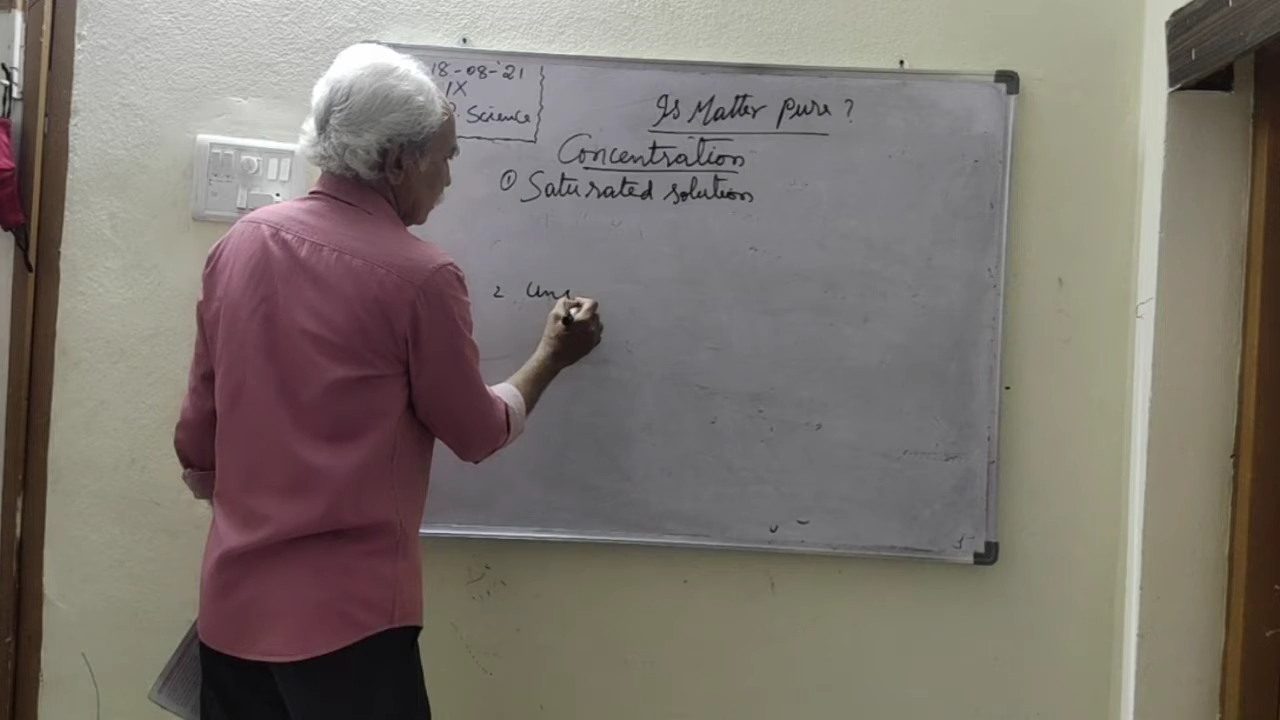 18-08-'21
IX
Science
Is Matter pure?
Concentration
① Saturated solution
2 Uns